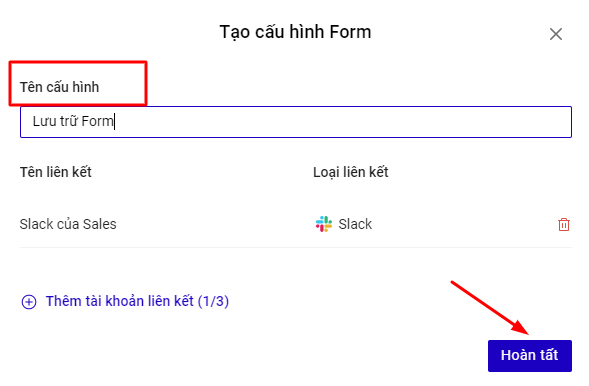 Tạo cấu hình Form
Tên cấu hình
Lưu trữ Form
Tên liên kết Loại liên kết
Slack của Sales Slack
Thêm tài khoản liên kết (1/3)
Hoàn tất